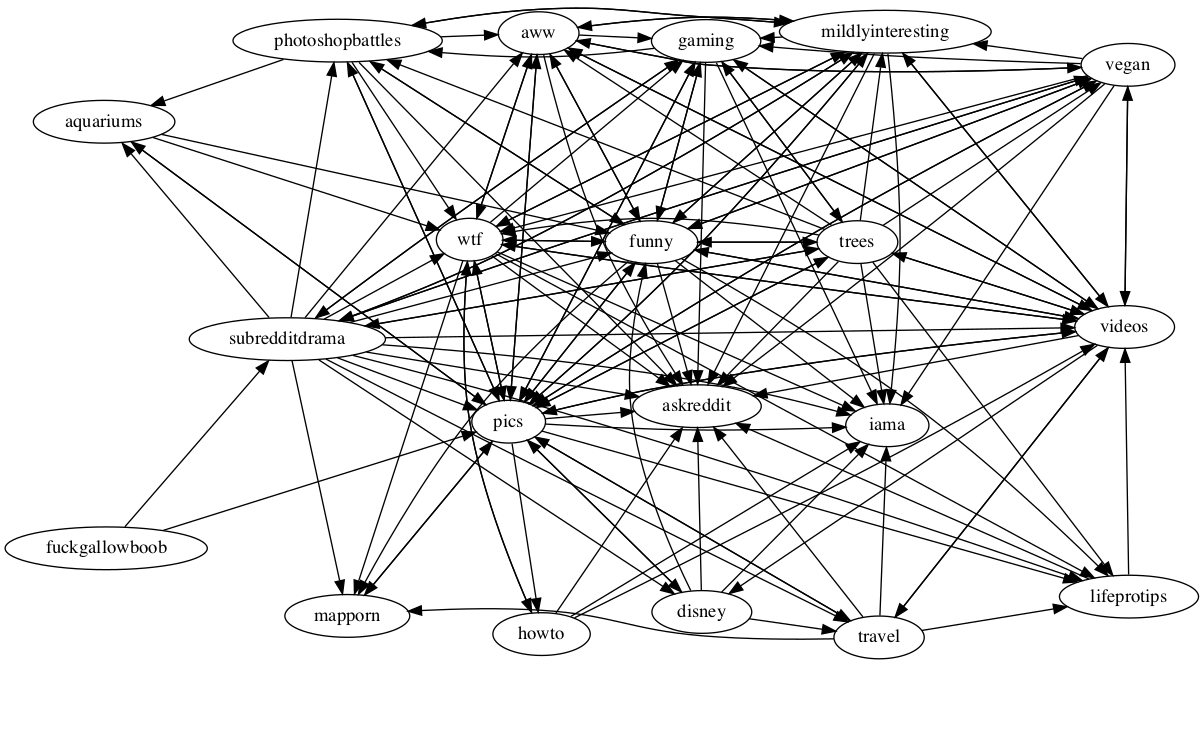 photoshopbattles
aww
gaming
mildlyinteresting
vegan
aquariums
wtf
funny
trees
subredditdrama
videos
pics
askreddit
iama
fuckgallowboob
mapporn
howto
disney
travel
lifeprotips